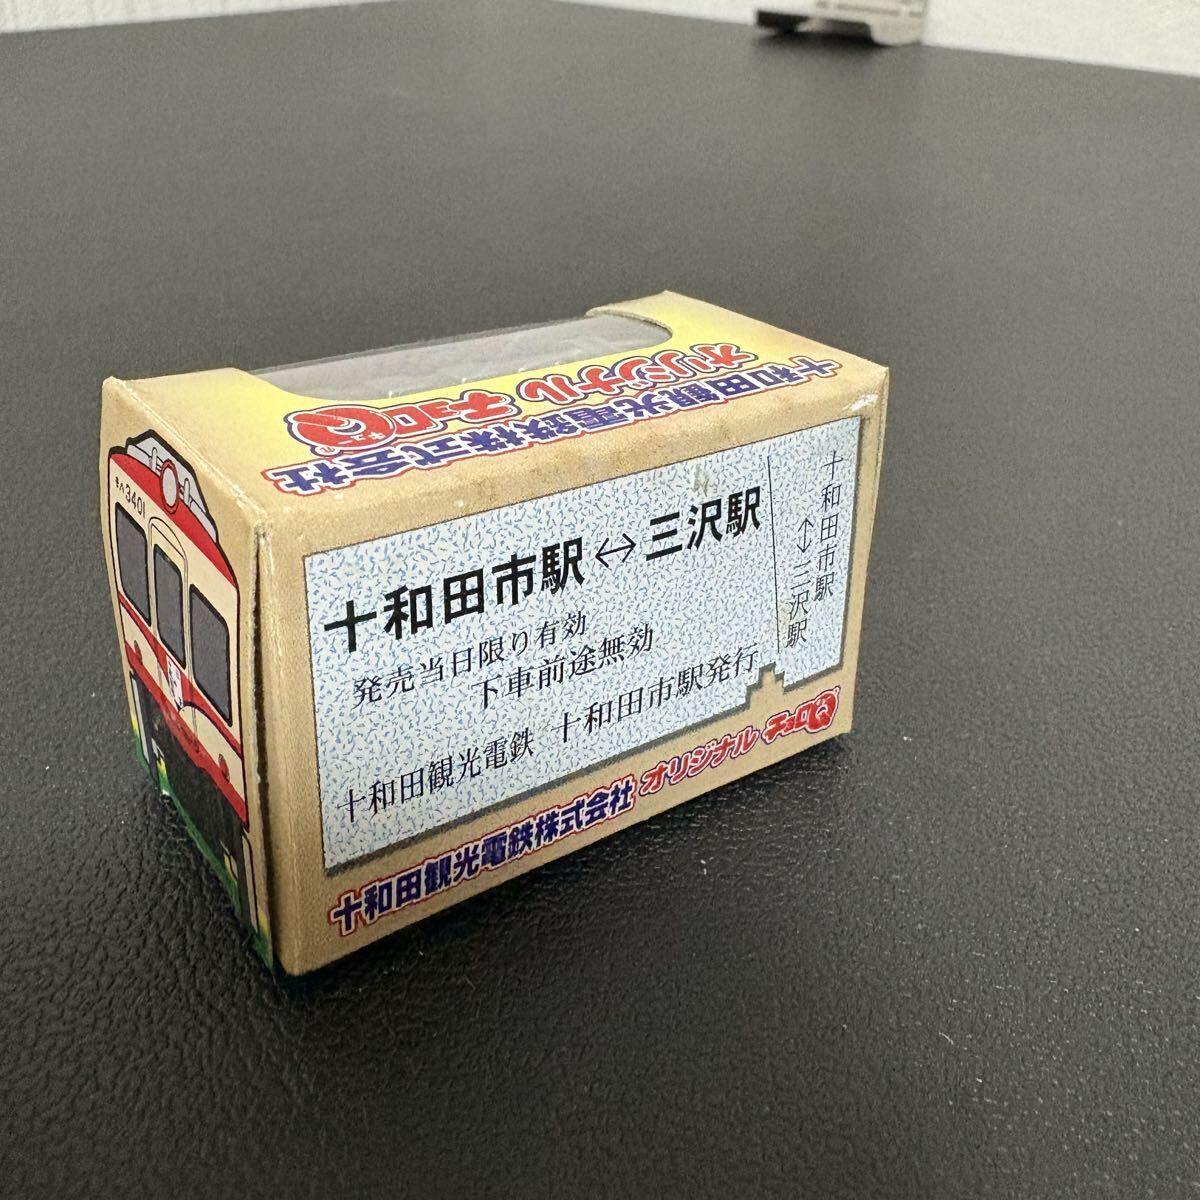 十和田観光電鉄株式会社
オリジナル チョロQ
モハ3401
十和田市駅↔三沢駅
発売当日限り有効
下車前途無効
十和田観光電鉄 十和田市駅発行
十和田市駅
↔三沢駅
十和田観光電鉄株式会社 オリジナル チョロQ